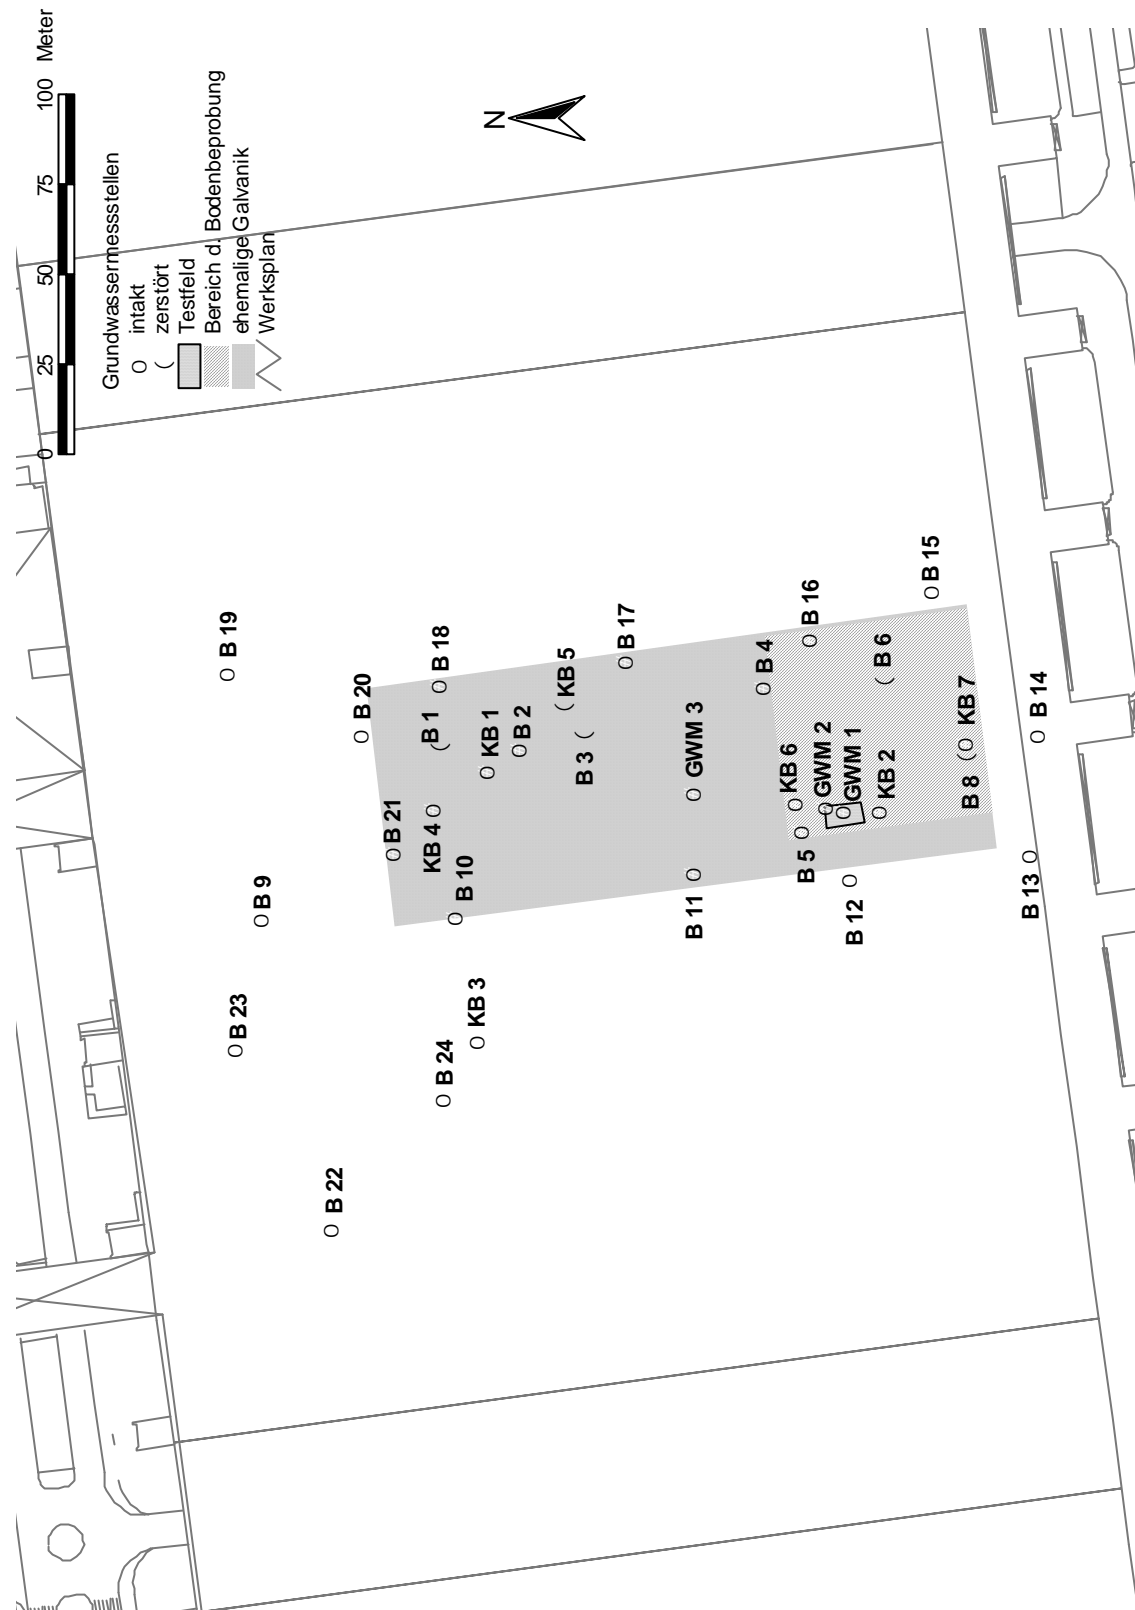 0 25 50 75 100 Meter
Grundwassermessstellen
intakt
zerstört
Testfeld
Bereich d. Bodenbeprobung
ehemalige Galvanik
Werksplan
N
B 19
B 20
B 18
B 21
B 1
KB 4
KB 1
B 2
KB 5
B 17
B 3
B 9
B 10
B 23
KB 3
B 24
B 22
B 11
GWM 3
B 4
B 16
B 15
KB 6
GWM 2
GWM 1
B 5
B 12
KB 2
B 6
B 8
KB 7
B 14
B 13